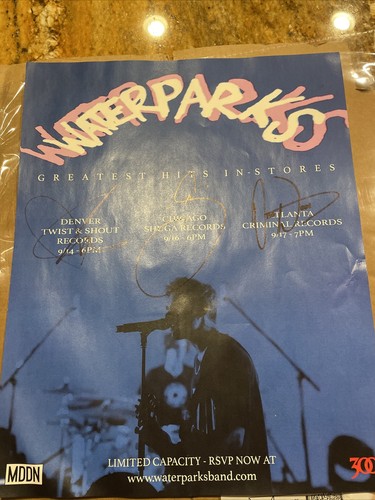 WATERPARKS
GREATEST HITS IN-STORES
DENVER
TWIST & SHOUT
RECORDS
9/14 - 6PM
CHICAGO
SHUGA RECORDS
9/16 - 6PM
ATLANTA
CRIMINAL RECORDS
9/17 - 7PM
LIMITED CAPACITY - RSVP NOW AT
www.waterparksband.com
MDDN
300